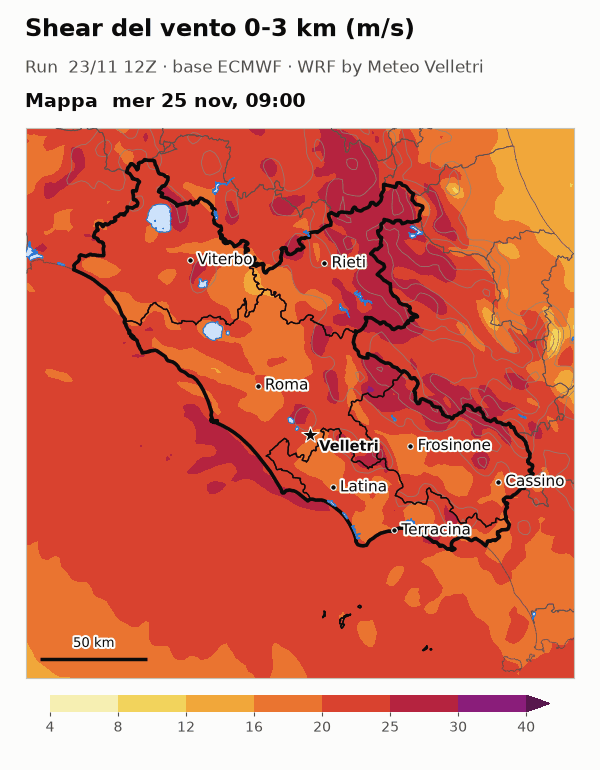 Shear del vento 0-3 km (m/s)
Run  23/11 12Z · base ECMWF · WRF by Meteo Velletri
Mappa  mer 25 nov, 09:00
Viterbo
Rieti
Roma
Velletri
Frosinone
Cassino
Latina
Terracina
50 km
4 8 12 16 20 25 30 40